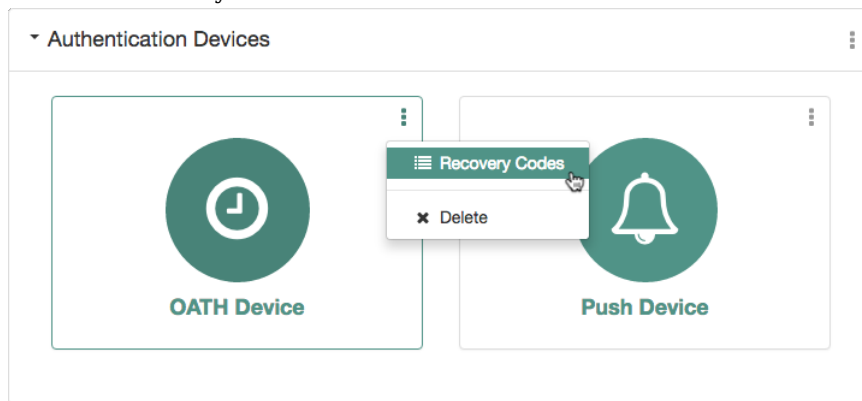 Authentication Devices
Recovery Codes
Delete
OATH Device
Push Device